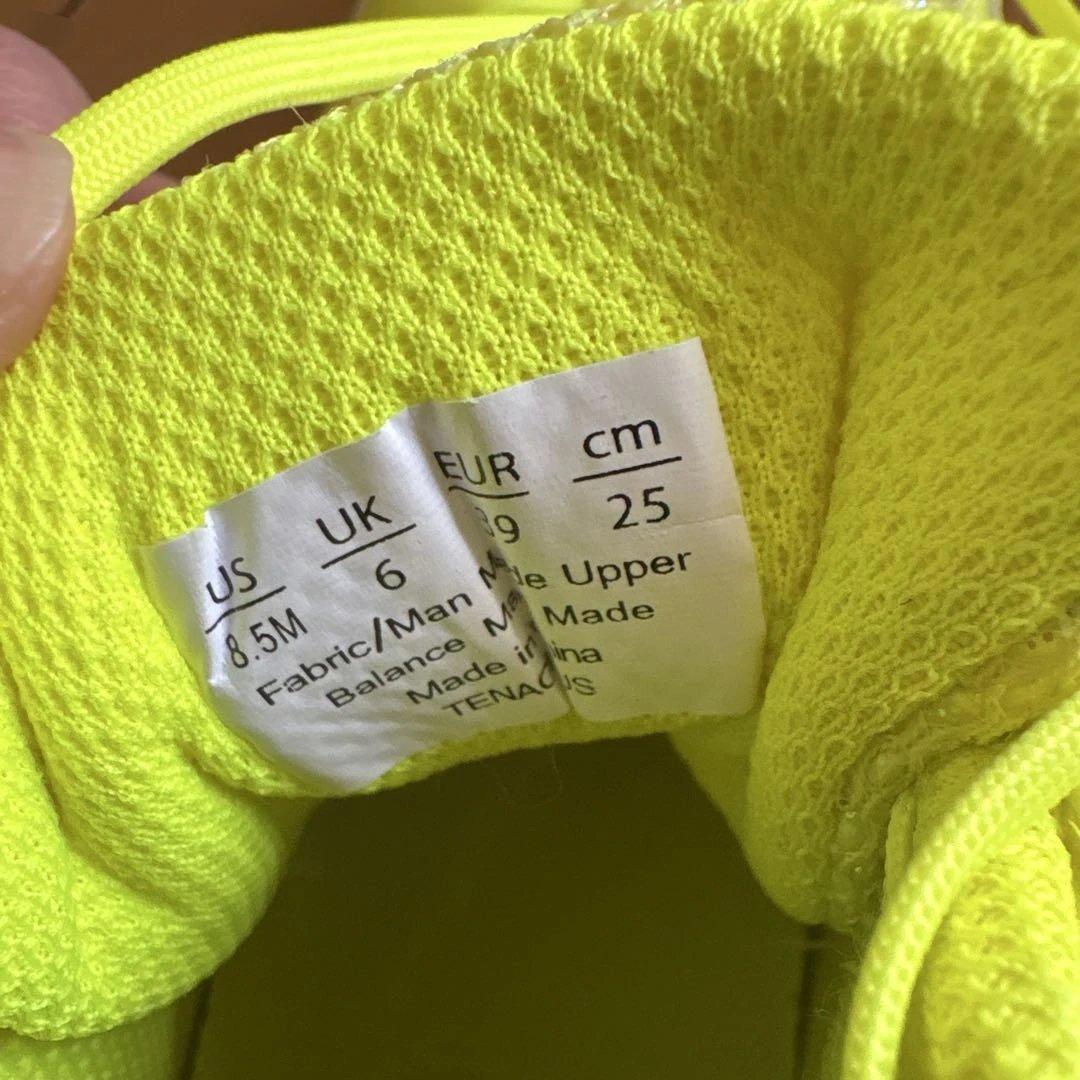 US UK EUR cm
8.5M 6 39 25
Fabric/Man Made Upper
Balance Man Made
Made in China